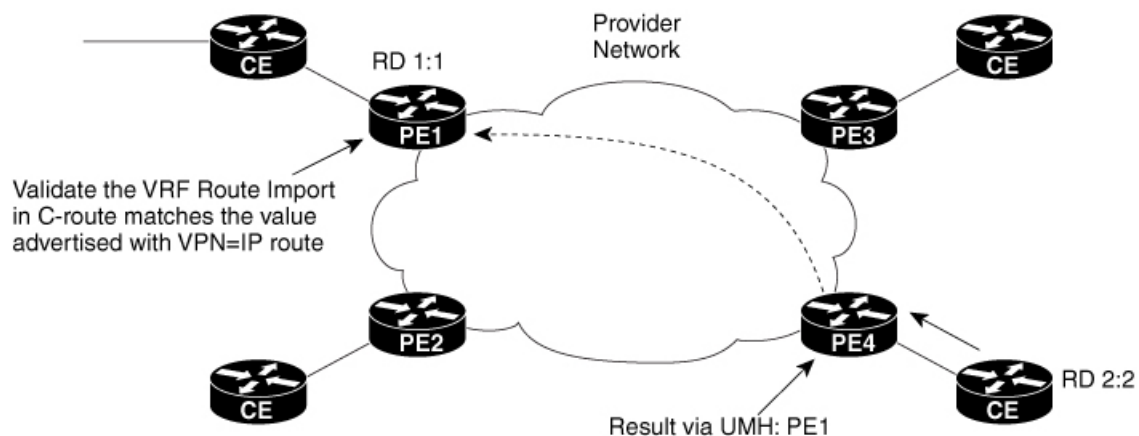 Provider
Network
CE
CE
RD 1:1
PE1
PE3
Validate the VRF Route Import
in C-route matches the value
advertised with VPN=IP route
PE2
PE4
CE
CE
RD 2:2
Result via UMH: PE1